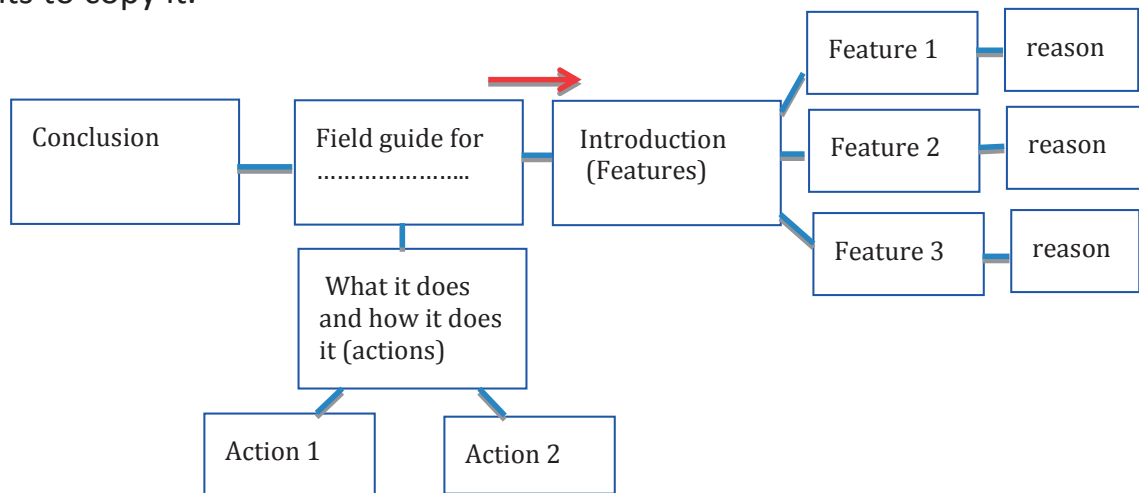 to copy it.
Conclusion
Field guide for
…………………..
Introduction
(Features)
Feature 1
reason
Feature 2
reason
Feature 3
reason
What it does
and how it does
it (actions)
Action 1
Action 2